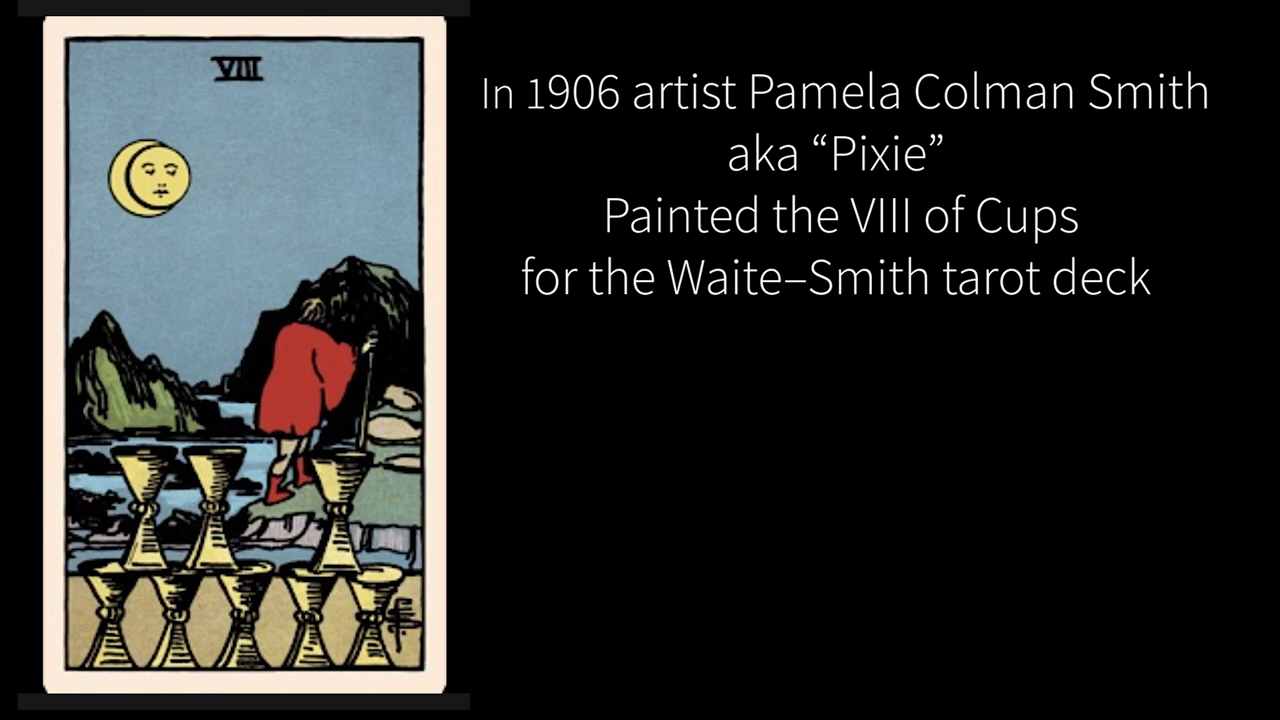 VIII
In 1906 artist Pamela Colman Smith
aka “Pixie”
Painted the VIII of Cups
for the Waite–Smith tarot deck